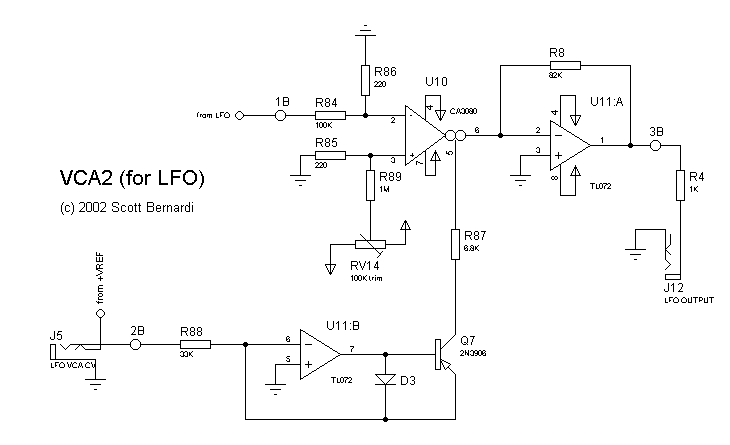 R8
82K
R86
220
U10
4
U11:A
from LFO
1B
R84
100K
2
-
CA3080
6
4
2
1
3B
R85
220
3
+
7
5
3
8
TL072
R89
1M
R4
1K
VCA2 (for LFO)
(c) 2002 Scott Bernardi
R87
6.8K
RV14
100K trim
from +VREF
J12
LFO OUTPUT
J5
LFO VCA CV
2B
R88
33K
U11:B
6
5
7
TL072
Q7
2N3906
D3